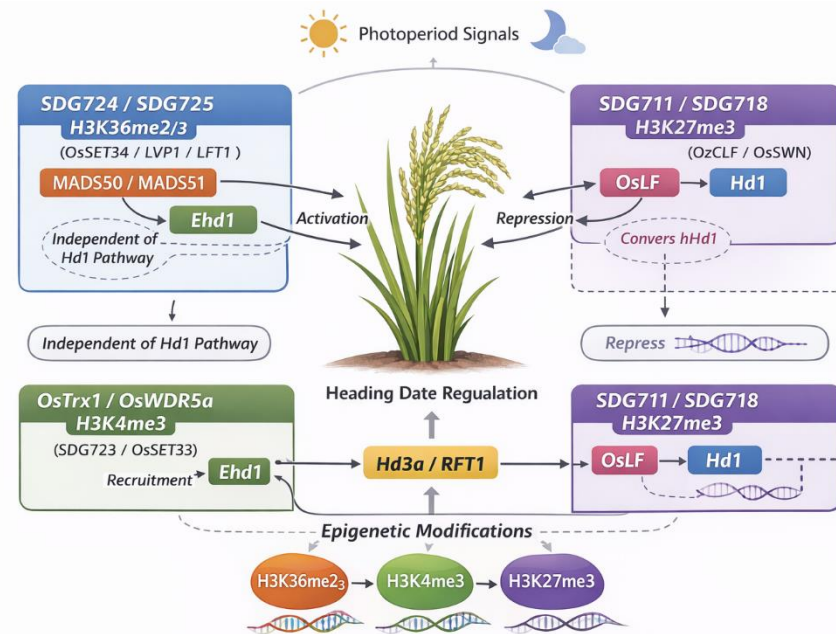 Photoperiod Signals
SDG724 / SDG725
H3K36me2/3
(OsSET34 / LVP1 / LFT1 )
MADS50 / MADS51
Ehd1
Independent of
Hd1 Pathway
Independent of Hd1 Pathway
Activation
Repression
SDG711 / SDG718
H3K27me3
(OzCLF / OsSWN)
OsLF
Hd1
Convers hHd1
Repress
Heading Date Regualation
OsTrx1 / OsWDR5a
H3K4me3
(SDG723 / OsSET33)
Recruitment
Ehd1
Hd3a / RFT1
SDG711 / SDG718
H3K27me3
OsLF
Hd1
Epigenetic Modifications
H3K36me2₃
H3K4me3
H3K27me3